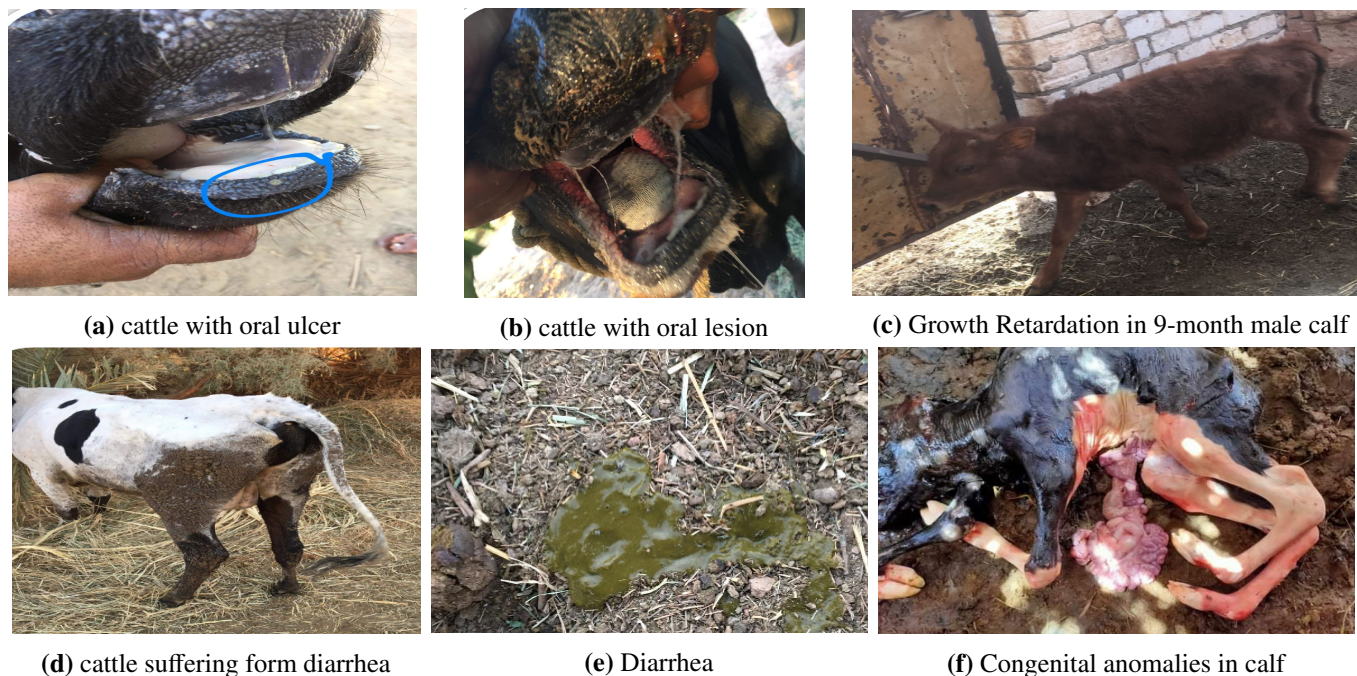 (a) cattle with oral ulcer
(b) cattle with oral lesion
(c) Growth Retardation in 9-month male calf
(d) cattle suffering form diarrhea
(e) Diarrhea
(f) Congenital anomalies in calf